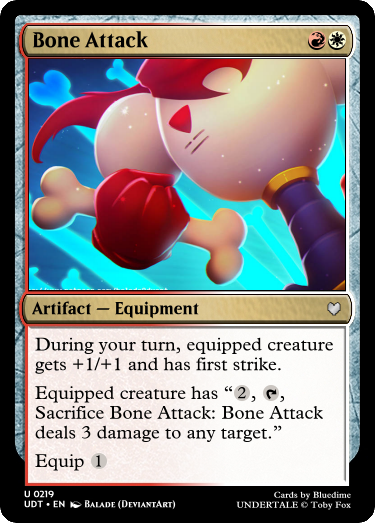 Bone Attack
Artifact — Equipment
During your turn, equipped creature
gets +1/+1 and has first strike.
Equipped creature has “2, ,
Sacrifice Bone Attack: Bone Attack
deals 3 damage to any target.”
Equip 1
U 0219
UDT • EN BALADE (DEVIANTART)
Cards by Bluedime
UNDERTALE © Toby Fox